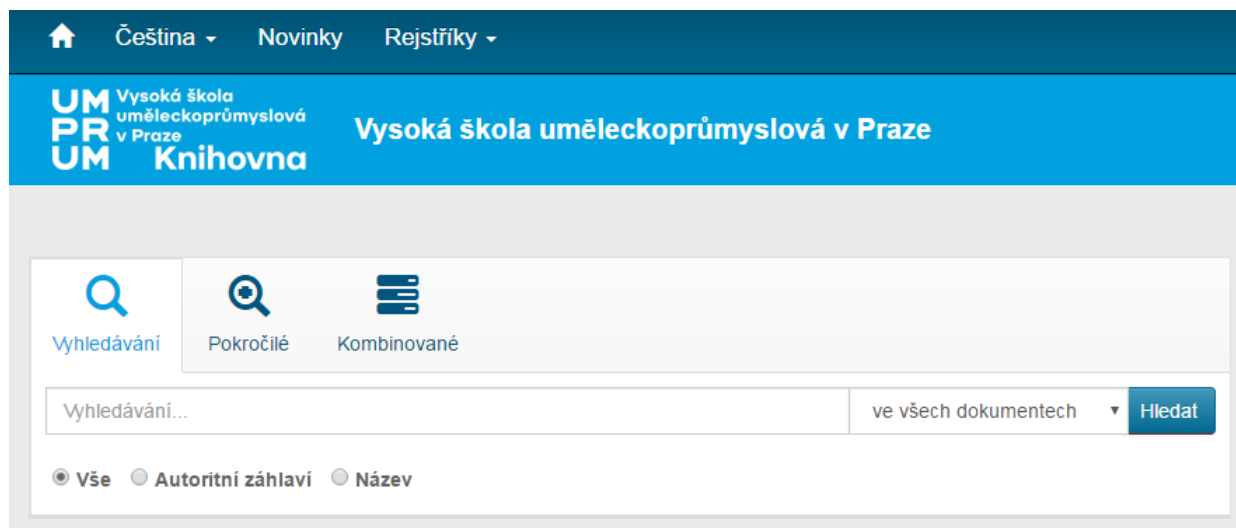 Čeština Novinky Rejstříky
UM Vysoká škola
PR uměleckoprůmyslová
UM v Praze
Knihovna
Vysoká škola uměleckoprůmyslová v Praze
Vyhledávání Pokročilé Kombinované
Vyhledávání... ve všech dokumentech Hledat
Vše Autoritní záhlaví Název